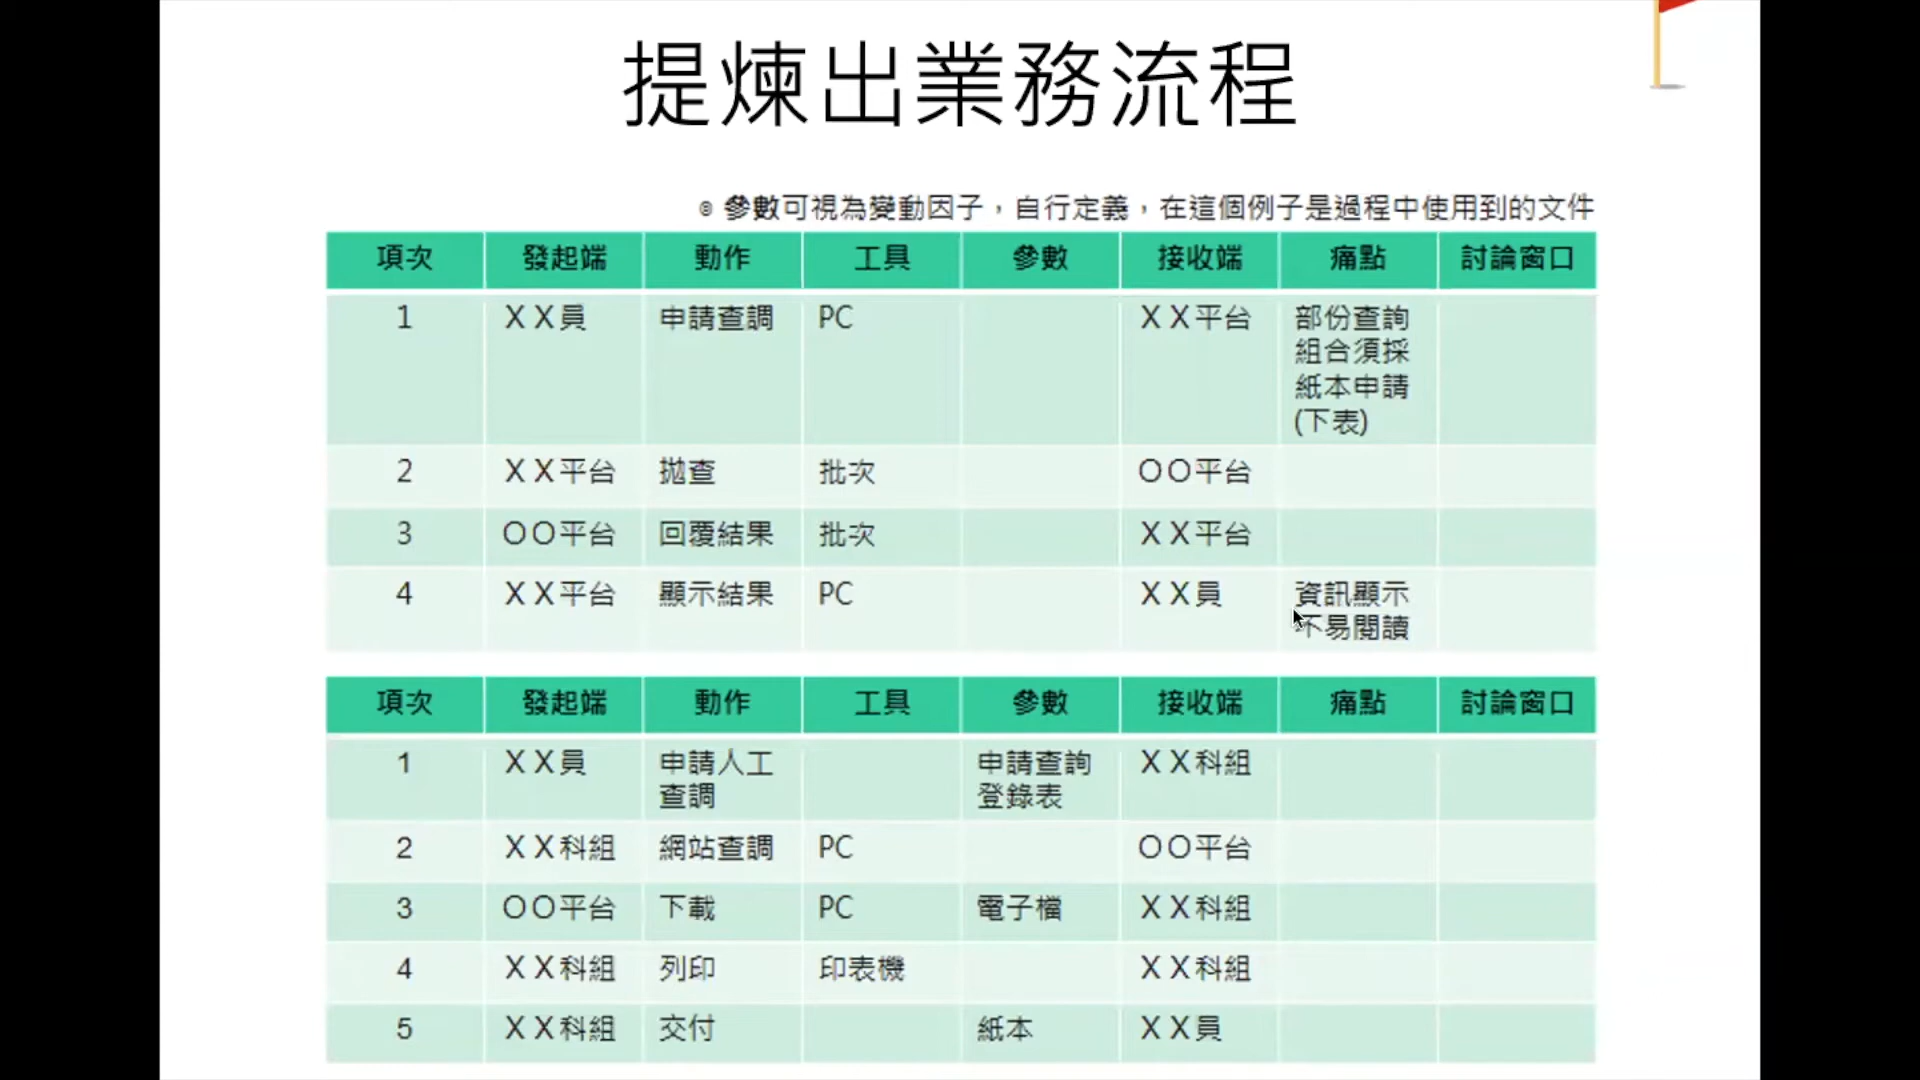 提煉出業務流程
◎ 參數可視為變動因子，自行定義，在這個例子是過程中使用到的文件
項次 發起端 動作 工具 參數 接收端 痛點 討論窗口
1 ＸＸ員 申請查調 PC ＸＸ平台 部份查詢
組合須採
紙本申請
(下表)
2 ＸＸ平台 拋查 批次 〇〇平台
3 〇〇平台 回覆結果 批次 ＸＸ平台
4 ＸＸ平台 顯示結果 PC ＸＸ員 資訊顯示
不易閱讀
項次 發起端 動作 工具 參數 接收端 痛點 討論窗口
1 ＸＸ員 申請人工 申請查詢 ＸＸ科組
查調 登錄表
2 ＸＸ科組 網站查調 PC 〇〇平台
3 〇〇平台 下載 PC 電子檔 ＸＸ科組
4 ＸＸ科組 列印 印表機 ＸＸ科組
5 ＸＸ科組 交付 紙本 ＸＸ員